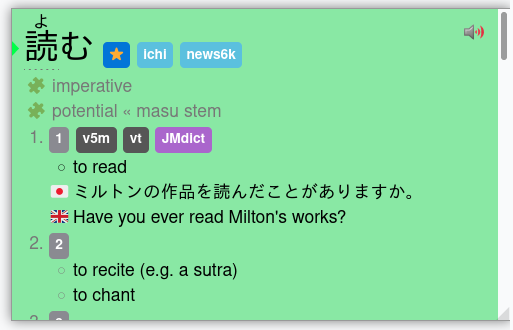 よ
読む ichi news6k
imperative
potential « masu stem
1. 1 v5m vt JMdict
to read
ミルトンの作品を読んだことがありますか。
Have you ever read Milton's works?
2. 2
to recite (e.g. a sutra)
to chant